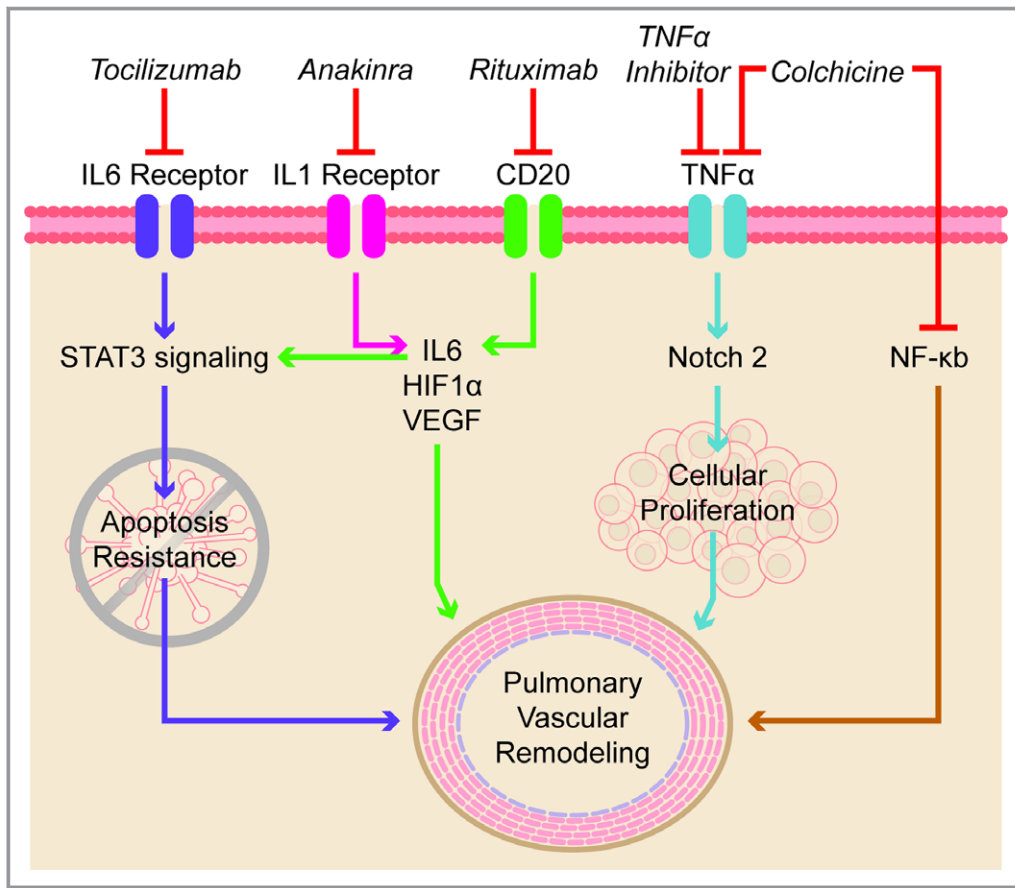 Tocilizumab
Anakinra
Rituximab
TNFα
Inhibitor
Colchicine
IL6 Receptor
IL1 Receptor
CD20
TNFα
STAT3 signaling
IL6
HIF1α
VEGF
Notch 2
NF-κb
Apoptosis
Resistance
Cellular
Proliferation
Pulmonary
Vascular
Remodeling